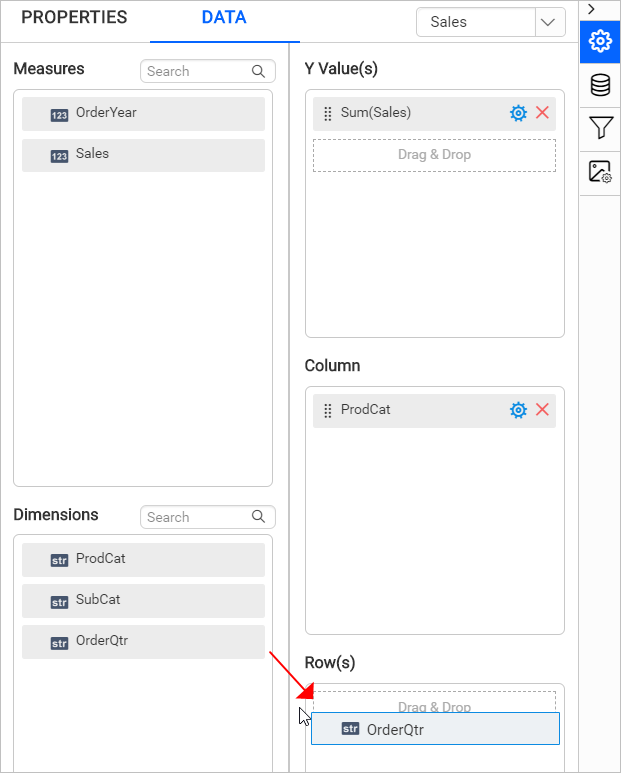 PROPERTIES
DATA
Sales
Measures
Search
123 OrderYear
123 Sales
Dimensions
Search
str ProdCat
str SubCat
str OrderQtr
Y Value(s)
Sum(Sales)
Drag & Drop
Column
ProdCat
Row(s)
Drag & Drop
str OrderQtr